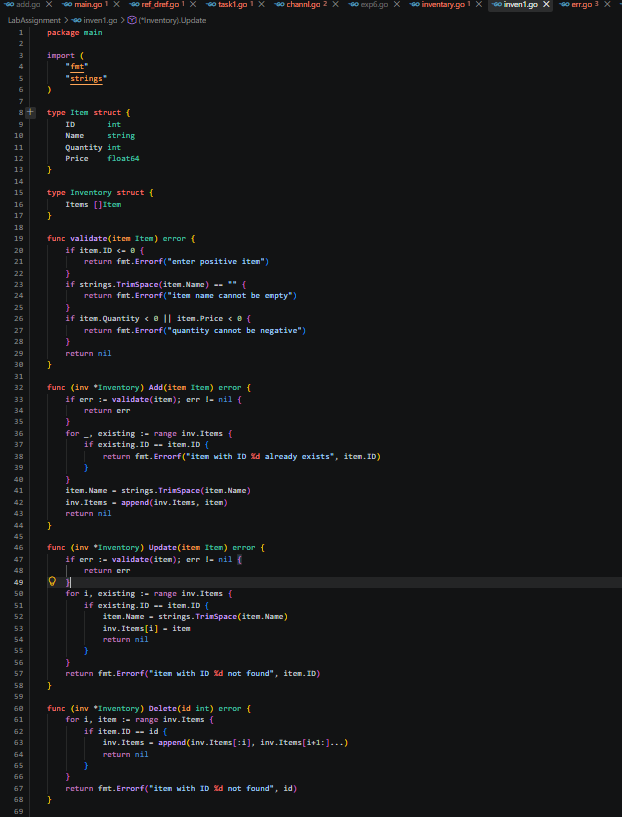 add.go main.go 1 ref_dref.go 1 task1.go 1 channl.go 2 exp6.go inventary.go 1 inven1.go err.go 3
LabAssignment > inven1.go > (*Inventory).Update
1 package main
2
3 import (
4     "fmt"
5     "strings"
6 )
7
8 type Item struct {
9     ID       int
10     Name     string
11     Quantity int
12     Price    float64
13 }
14
15 type Inventory struct {
16     Items []Item
17 }
18
19 func validate(item Item) error {
20     if item.ID <= 0 {
21         return fmt.Errorf("enter positive item")
22     }
23     if strings.TrimSpace(item.Name) == "" {
24         return fmt.Errorf("item name cannot be empty")
25     }
26     if item.Quantity < 0 || item.Price < 0 {
27         return fmt.Errorf("quantity cannot be negative")
28     }
29     return nil
30 }
31
32 func (inv *Inventory) Add(item Item) error {
33     if err := validate(item); err != nil {
34         return err
35     }
36     for _, existing := range inv.Items {
37         if existing.ID == item.ID {
38             return fmt.Errorf("item with ID %d already exists", item.ID)
39         }
40     }
41     item.Name = strings.TrimSpace(item.Name)
42     inv.Items = append(inv.Items, item)
43     return nil
44 }
45
46 func (inv *Inventory) Update(item Item) error {
47     if err := validate(item); err != nil {
48         return err
49     }
50     for i, existing := range inv.Items {
51         if existing.ID == item.ID {
52             item.Name = strings.TrimSpace(item.Name)
53             inv.Items[i] = item
54             return nil
55         }
56     }
57     return fmt.Errorf("item with ID %d not found", item.ID)
58 }
59
60 func (inv *Inventory) Delete(id int) error {
61     for i, item := range inv.Items {
62         if item.ID == id {
63             inv.Items = append(inv.Items[:i], inv.Items[i+1:]...)
64             return nil
65         }
66     }
67     return fmt.Errorf("item with ID %d not found", id)
68 }
69